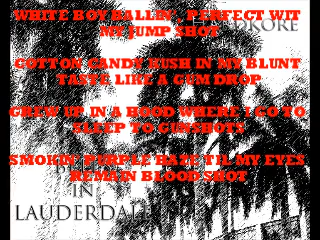 WHITE BOY BALLIN', PERFECT WIT
MY JUMP SHOT
KORE
COTTON CANDY KUSH IN MY BLUNT
TASTE LIKE A GUM DROP
GREW UP IN A HOOD WHERE I GO TO
SLEEP TO GUNSHOTS
SMOKIN' PURPLE HAZE TIL MY EYES
REMAIN BLOOD SHOT
IN